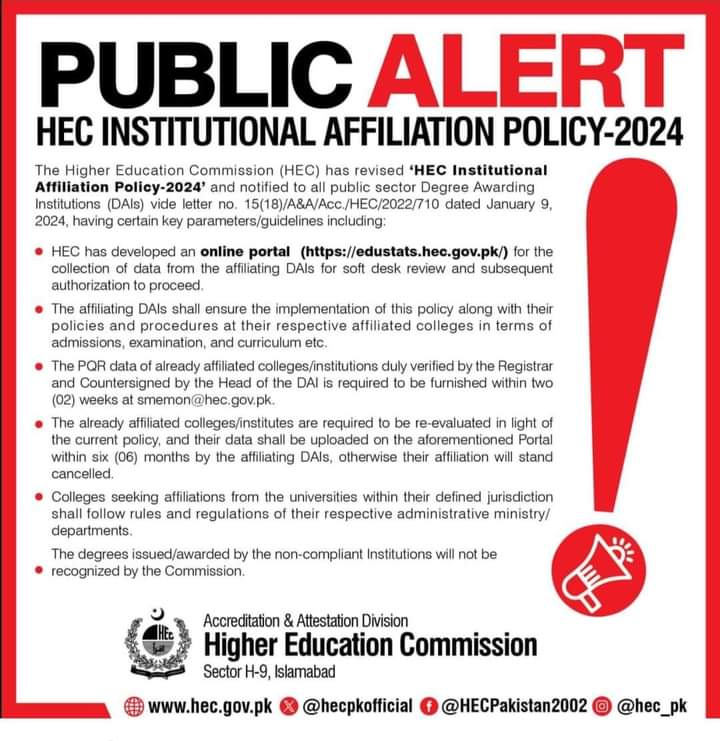 PUBLIC ALERT
HEC INSTITUTIONAL AFFILIATION POLICY-2024
The Higher Education Commission (HEC) has revised ‘HEC Institutional
Affiliation Policy-2024’ and notified to all public sector Degree Awarding
Institutions (DAIs) vide letter no. 15(18)/A&A/Acc./HEC/2022/710 dated January 9,
2024, having certain key parameters/guidelines including:
• HEC has developed an online portal (https://edustats.hec.gov.pk/) for the
collection of data from the affiliating DAIs for soft desk review and subsequent
authorization to proceed.
• The affiliating DAIs shall ensure the implementation of this policy along with their
policies and procedures at their respective affiliated colleges in terms of
admissions, examination, and curriculum etc.
• The PQR data of already affiliated colleges/institutions duly verified by the Registrar
and Countersigned by the Head of the DAI is required to be furnished within two
(02) weeks at smemon@hec.gov.pk.
• The already affiliated colleges/institutes are required to be re-evaluated in light of
the current policy, and their data shall be uploaded on the aforementioned Portal
within six (06) months by the affiliating DAIs, otherwise their affiliation will stand
cancelled.
• Colleges seeking affiliations from the universities within their defined jurisdiction
shall follow rules and regulations of their respective administrative ministry/
departments.
The degrees issued/awarded by the non-compliant Institutions will not be
• recognized by the Commission.
HEC
Accreditation & Attestation Division
Higher Education Commission
Sector H-9, Islamabad
www.hec.gov.pk @hecpkofficial @HECPakistan2002 @hec_pk